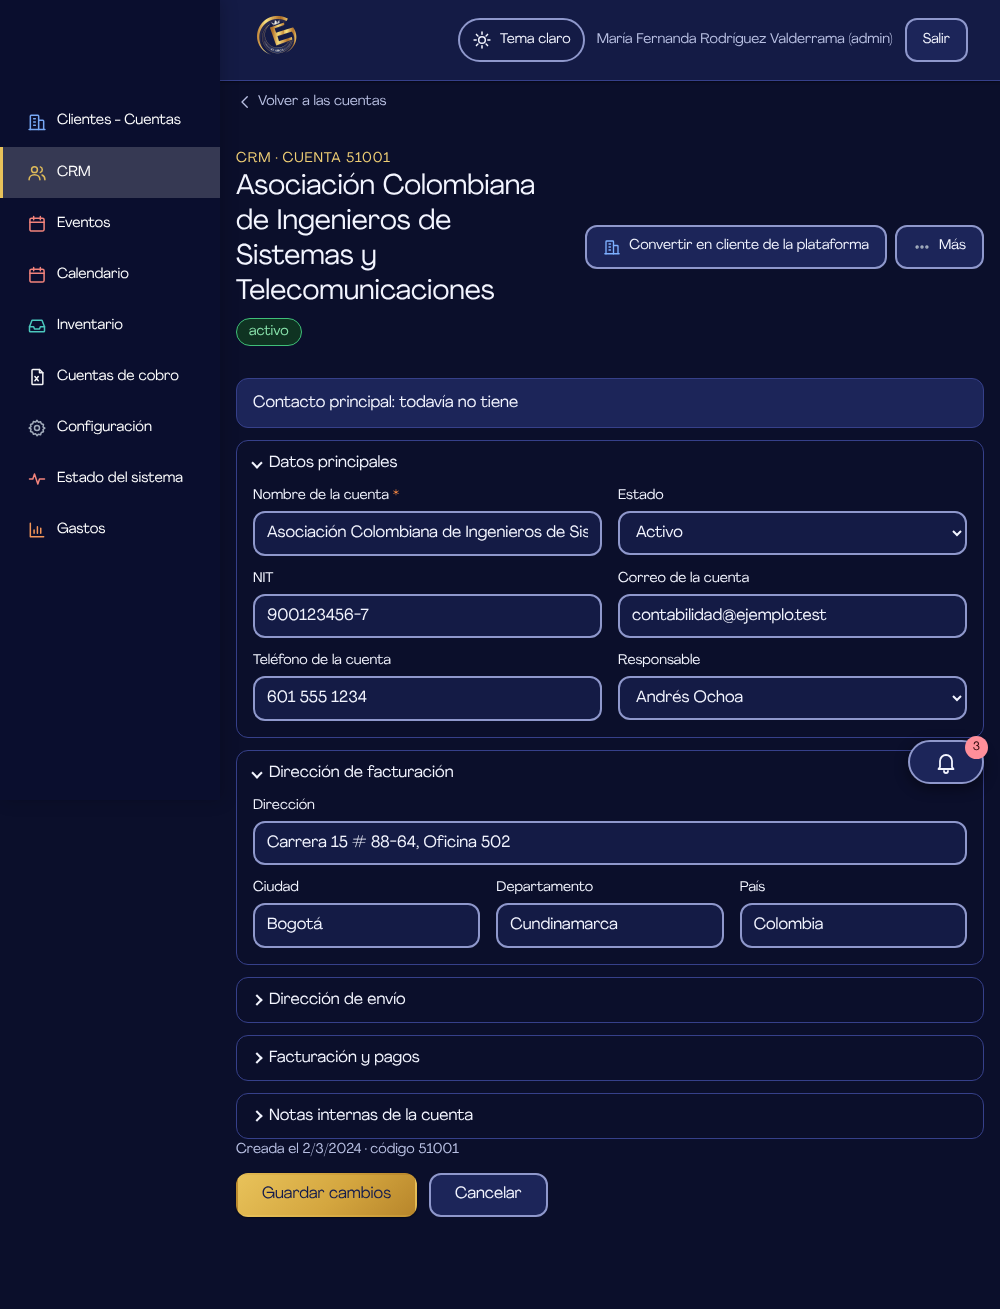 Tema claro
María Fernanda Rodríguez Valderrama (admin)
Salir
Clientes - Cuentas
CRM
Eventos
Calendario
Inventario
Cuentas de cobro
Configuración
Estado del sistema
Gastos
Volver a las cuentas
CRM · CUENTA 51001
Asociación Colombiana
de Ingenieros de
Sistemas y
Telecomunicaciones
activo
Convertir en cliente de la plataforma
Más
Contacto principal: todavía no tiene
Datos principales
Nombre de la cuenta *
Estado
Asociación Colombiana de Ingenieros de Sis
Activo
NIT
Correo de la cuenta
900123456-7
contabilidad@ejemplo.test
Teléfono de la cuenta
Responsable
601 555 1234
Andrés Ochoa
3
Dirección de facturación
Dirección
Carrera 15 # 88-64, Oficina 502
Ciudad
Departamento
País
Bogotá
Cundinamarca
Colombia
Dirección de envío
Facturación y pagos
Notas internas de la cuenta
Creada el 2/3/2024 · código 51001
Guardar cambios
Cancelar